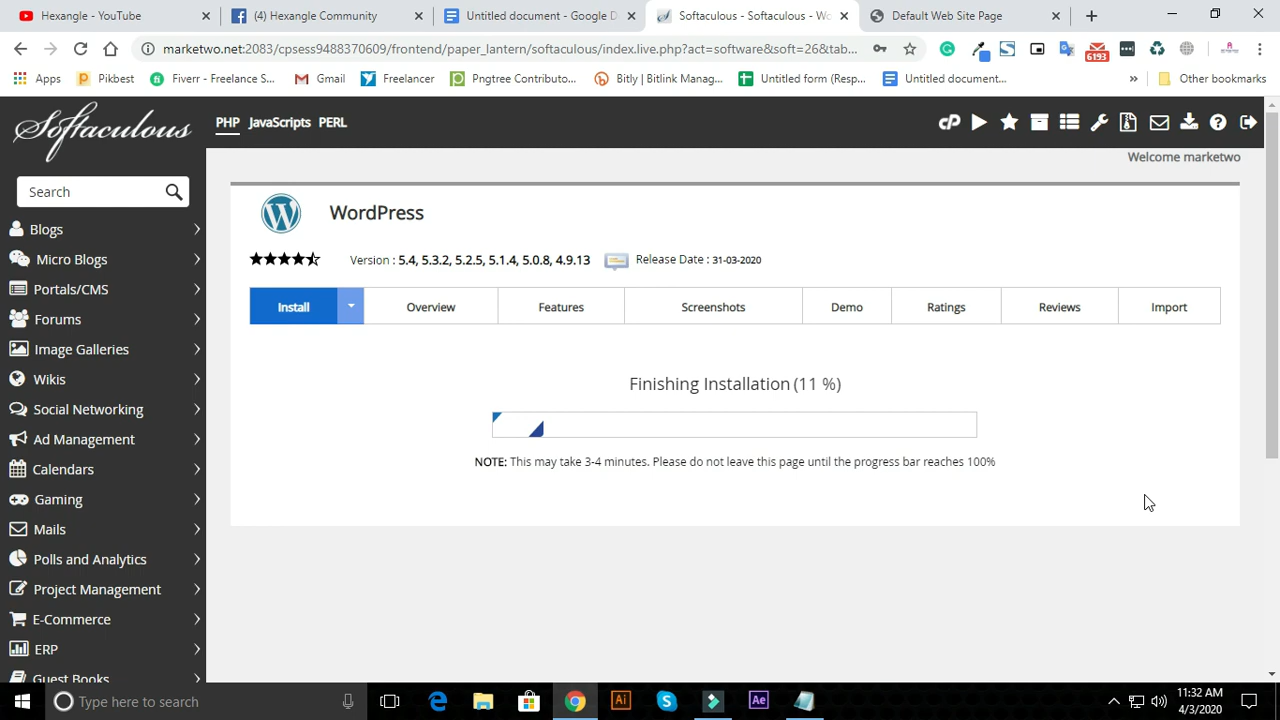 Hexangle - YouTube
(4) Hexangle Community
Untitled document - Google D
Softaculous - Softaculous - Wo
Default Web Site Page
marketwo.net:2083/cpsess9488370609/frontend/paper_lantern/softaculous/index.live.php?act=software&soft=26&tab...
6193
Apps
Pikbest
Fiverr - Freelance S...
Gmail
Freelancer
Pngtree Contributo...
Bitly | Bitlink Manag...
Untitled form (Resp...
Untitled document...
»
Other bookmarks
Softaculous
PHP JavaScripts PERL
Welcome marketwo
Search
Blogs
Micro Blogs
Portals/CMS
Forums
Image Galleries
Wikis
Social Networking
Ad Management
Calendars
Gaming
Mails
Polls and Analytics
Project Management
E-Commerce
ERP
Guest Books
WordPress
Version : 5.4, 5.3.2, 5.2.5, 5.1.4, 5.0.8, 4.9.13
Release Date : 31-03-2020
Install
Overview
Features
Screenshots
Demo
Ratings
Reviews
Import
Finishing Installation (11 %)
NOTE: This may take 3-4 minutes. Please do not leave this page until the progress bar reaches 100%
Type here to search
Ai
Ae
11:32 AM
4/3/2020